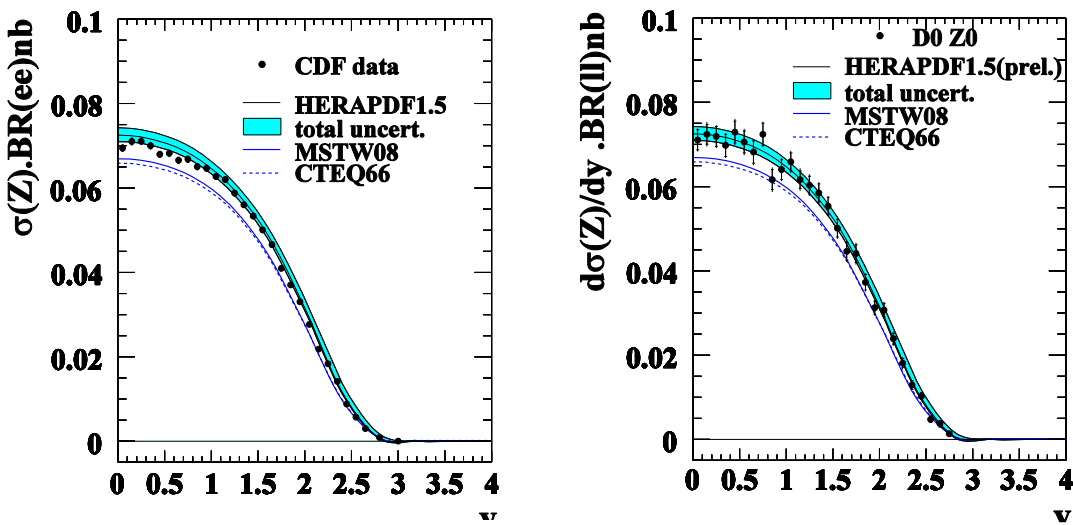 σ(Z).BR(ee)nb
0.1
0.08
0.06
0.04
0.02
0
CDF data
HERAPDF1.5
total uncert.
MSTW08
CTEQ66
0 0.5 1 1.5 2 2.5 3 3.5 4
y
dσ(Z)/dy .BR(ll)nb
0.1
0.08
0.06
0.04
0.02
0
D0 Z0
HERAPDF1.5(prel.)
total uncert.
MSTW08
CTEQ66
0 0.5 1 1.5 2 2.5 3 3.5 4
y